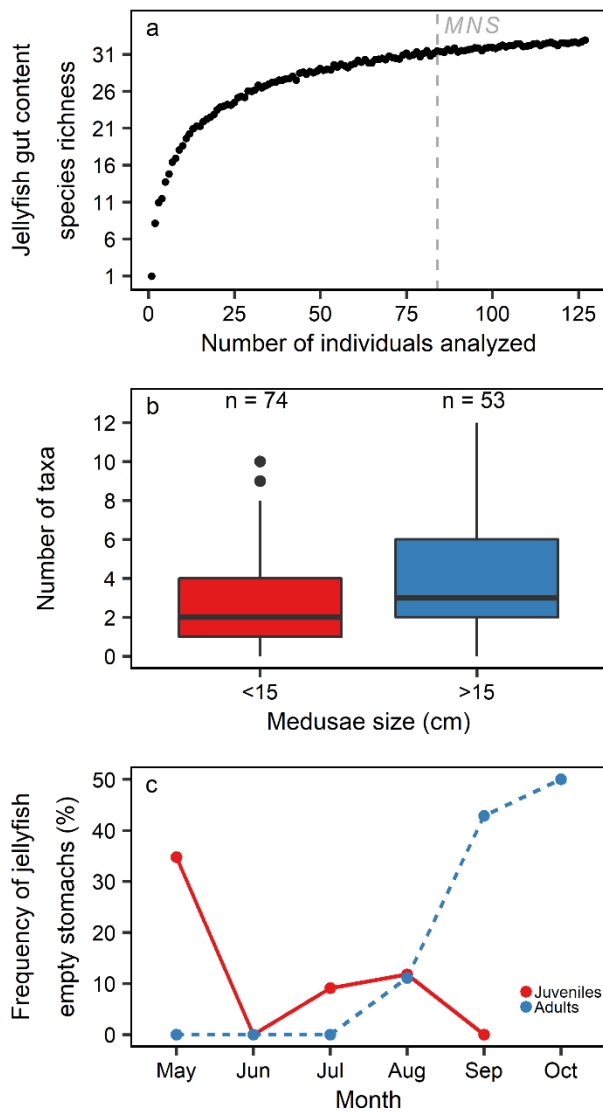 a
MNS
Jellyfish gut content
species richness
31
26
21
16
11
6
1
0
25
50
75
100
125
Number of individuals analyzed
b
n = 74
n = 53
Number of taxa
12
10
8
6
4
2
0
<15
>15
Medusae size (cm)
c
Frequency of jellyfish
empty stomachs (%)
50
40
30
20
10
0
Juveniles
Adults
May
Jun
Jul
Aug
Sep
Oct
Month